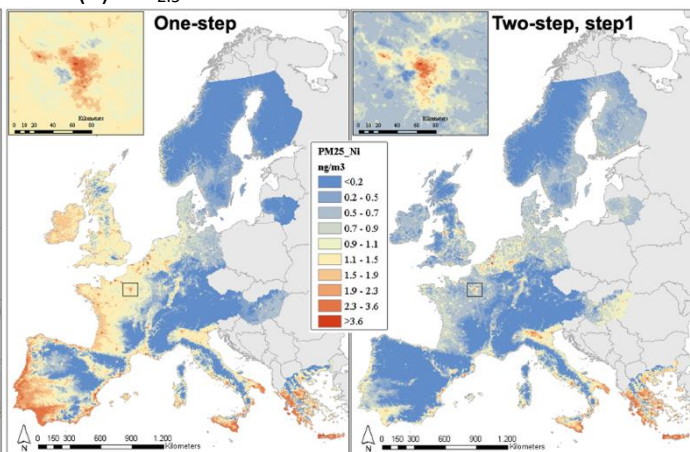 2.5
One-step
Two-step, step1
Kilometers
0 10 20 40 60 80
Kilometers
0 10 20 40 60 80
PM25_Ni
ng/m3
<0.2
0.2 - 0.5
0.5 - 0.7
0.7 - 0.9
0.9 - 1.1
1.1 - 1.5
1.5 - 1.9
1.9 - 2.3
2.3 - 3.6
>3.6
N
0 150 300 600 900 1.200
Kilometers
N
0 150 300 600 900 1.200
Kilometers